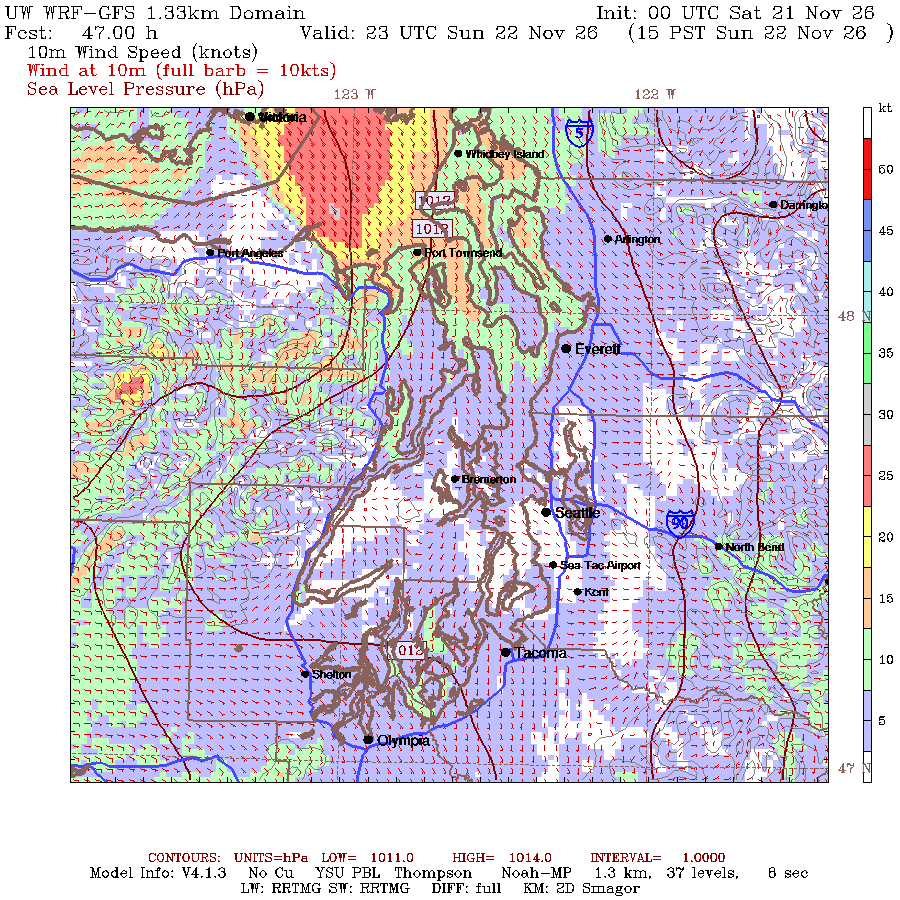 UW WRF-GFS 1.33km Domain Init: 00 UTC Sat 21 Nov 26
Fcst: 47.00 h Valid: 23 UTC Sun 22 Nov 26 (15 PST Sun 22 Nov 26 )
10m Wind Speed (knots)
Wind at 10m (full barb = 10kts)
Sea Level Pressure (hPa)
123 W 122 W
kt
Victoria
5
Whidbey Island
60
1012
Darringto
1013
45
Arlington
Port Angeles
Port Townsend
40
48 N
Everett
35
30
Bremerton
25
Seattle
90
20
North Bend
Sea-Tac Airport
Kent
15
012
Tacoma
10
Shelton
5
Olympia
47 N
CONTOURS: UNITS=hPa LOW= 1011.0 HIGH= 1014.0 INTERVAL= 1.0000
Model Info: V4.1.3 No Cu YSU PBL Thompson Noah-MP 1.3 km, 37 levels, 8 sec
LW: RRTMG SW: RRTMG DIFF: full KM: 2D Smagor